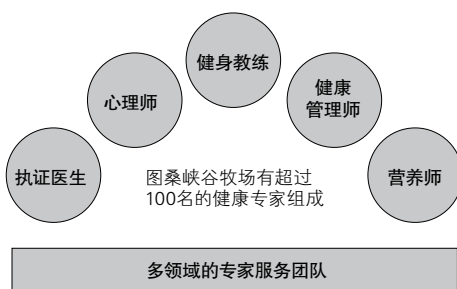 健身教练
心理师
健康
管理师
执证医生
图桑峡谷牧场有超过
100名的健康专家组成
营养师
多领域的专家服务团队